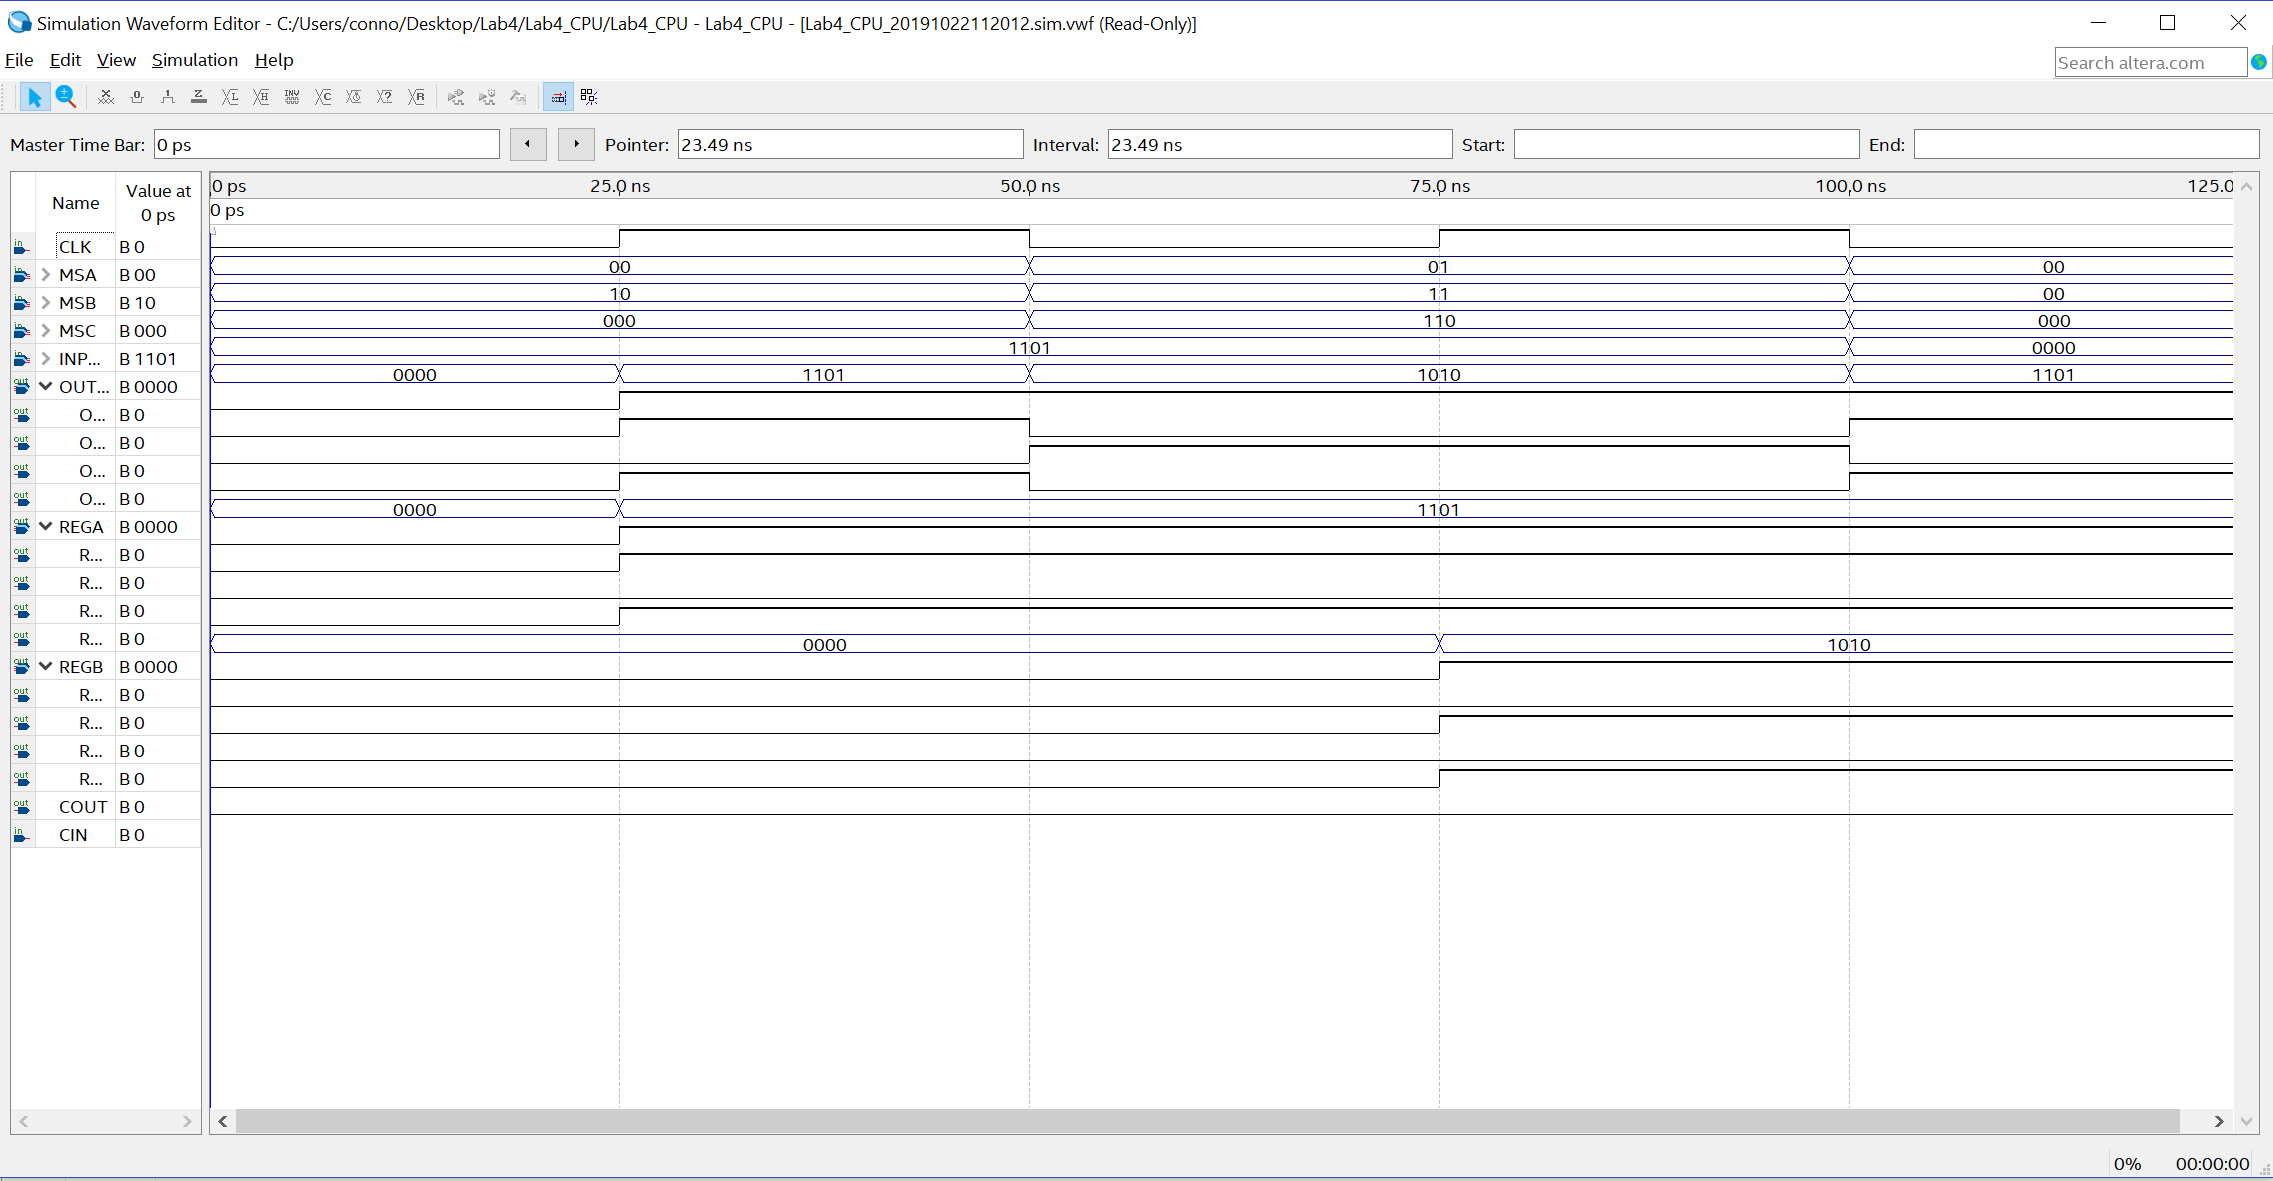 Simulation Waveform Editor - C:/Users/conno/Desktop/Lab4/Lab4_CPU/Lab4_CPU - Lab4_CPU - [Lab4_CPU_20191022112012.sim.vwf (Read-Only)]
File Edit View Simulation Help
Search altera.com
Master Time Bar: 0 ps Pointer: 23.49 ns Interval: 23.49 ns Start: End:
Name Value at 0 ps
0 ps 25.0 ns 50.0 ns 75.0 ns 100.0 ns 125.0
0 ps
CLK B 0
MSA B 00 00 01 00
MSB B 10 10 11 00
MSC B 000 000 110 000
INP... B 1101 1101 0000
OUT... B 0000 0000 1101 1010 1101
O... B 0
O... B 0
O... B 0
O... B 0
REGA B 0000 0000 1101
R... B 0
R... B 0
R... B 0
R... B 0
REGB B 0000 0000 1010
R... B 0
R... B 0
R... B 0
R... B 0
COUT B 0
CIN B 0
0% 00:00:00